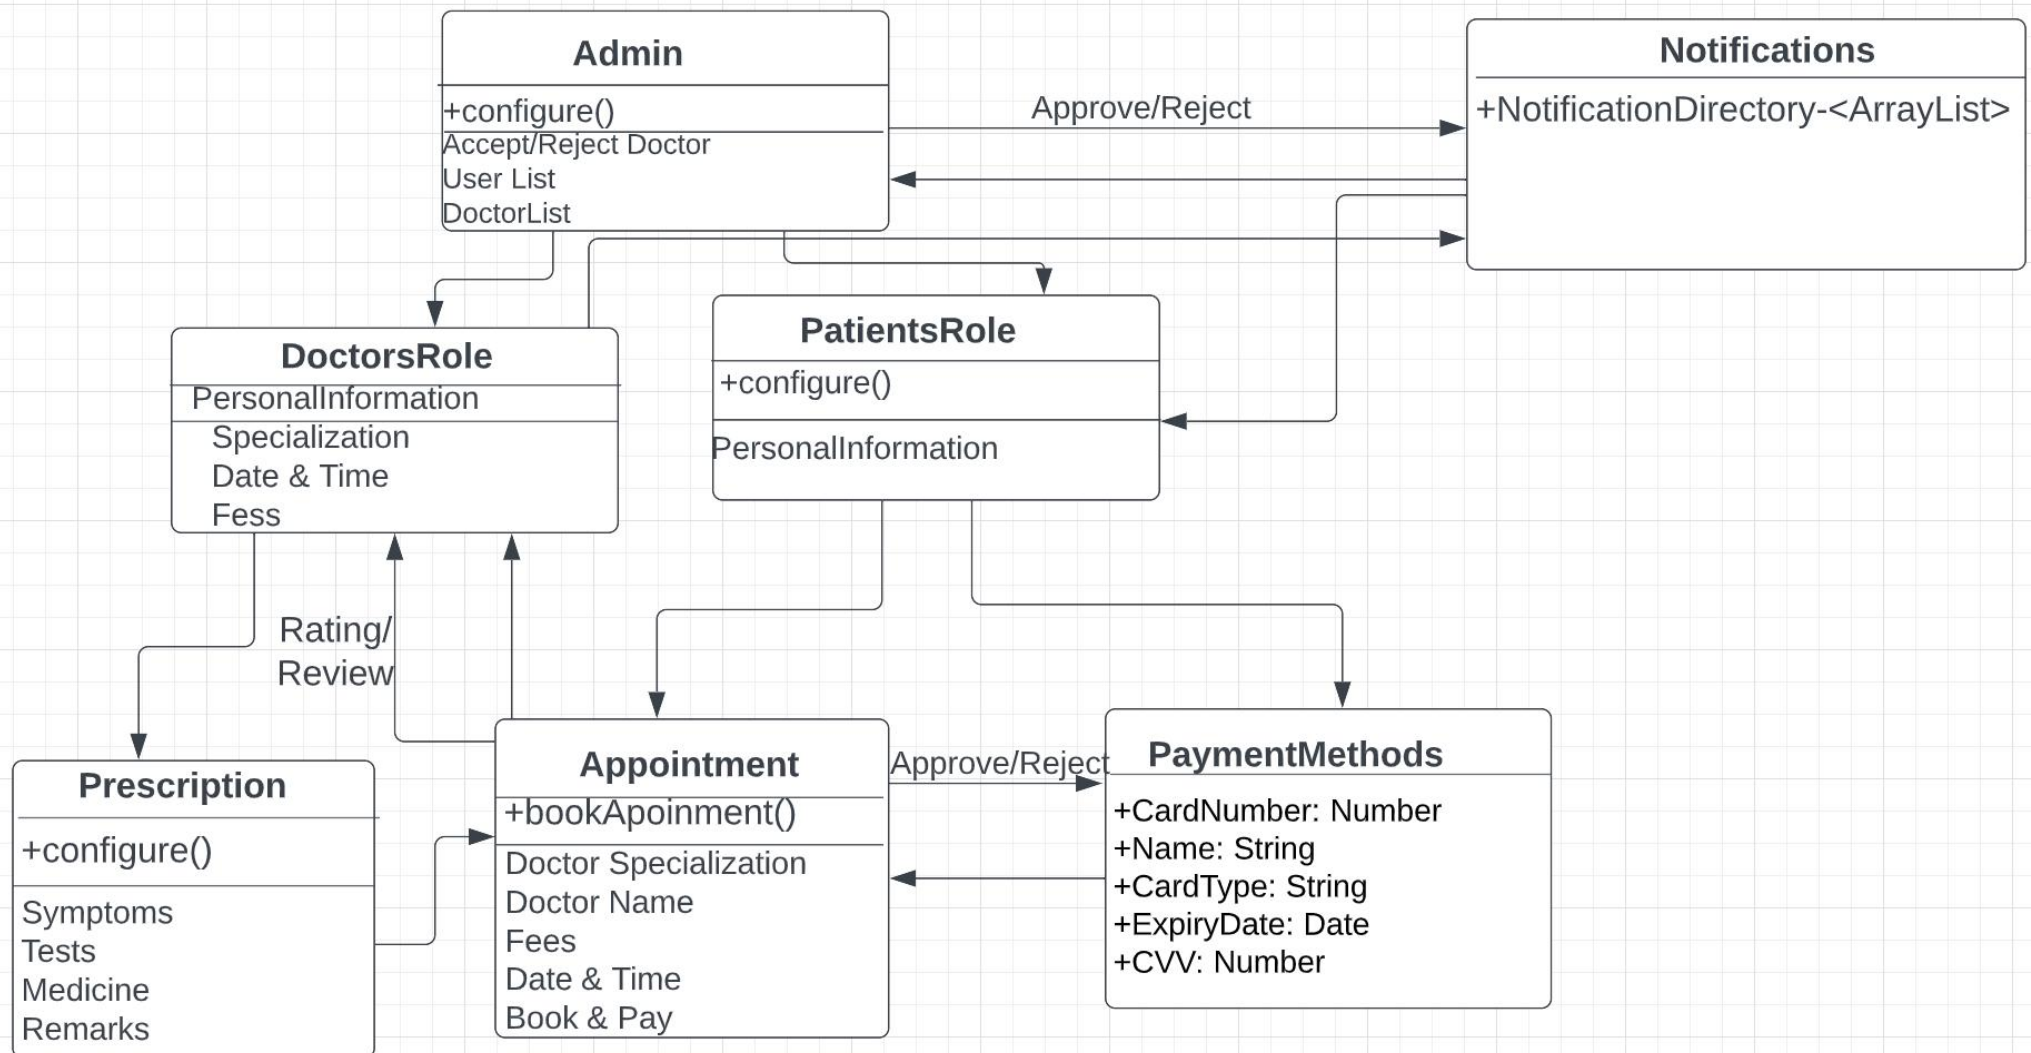 Admin
+configure()
Accept/Reject Doctor
User List
DoctorList
Approve/Reject
Notifications
+NotificationDirectory-<ArrayList>
DoctorsRole
PersonalInformation
Specialization
Date & Time
Fess
PatientsRole
+configure()
PersonalInformation
Rating/
Review
Prescription
+configure()
Symptoms
Tests
Medicine
Remarks
Appointment
+bookApoinment()
Doctor Specialization
Doctor Name
Fees
Date & Time
Book & Pay
Approve/Reject
PaymentMethods
+CardNumber: Number
+Name: String
+CardType: String
+ExpiryDate: Date
+CVV: Number